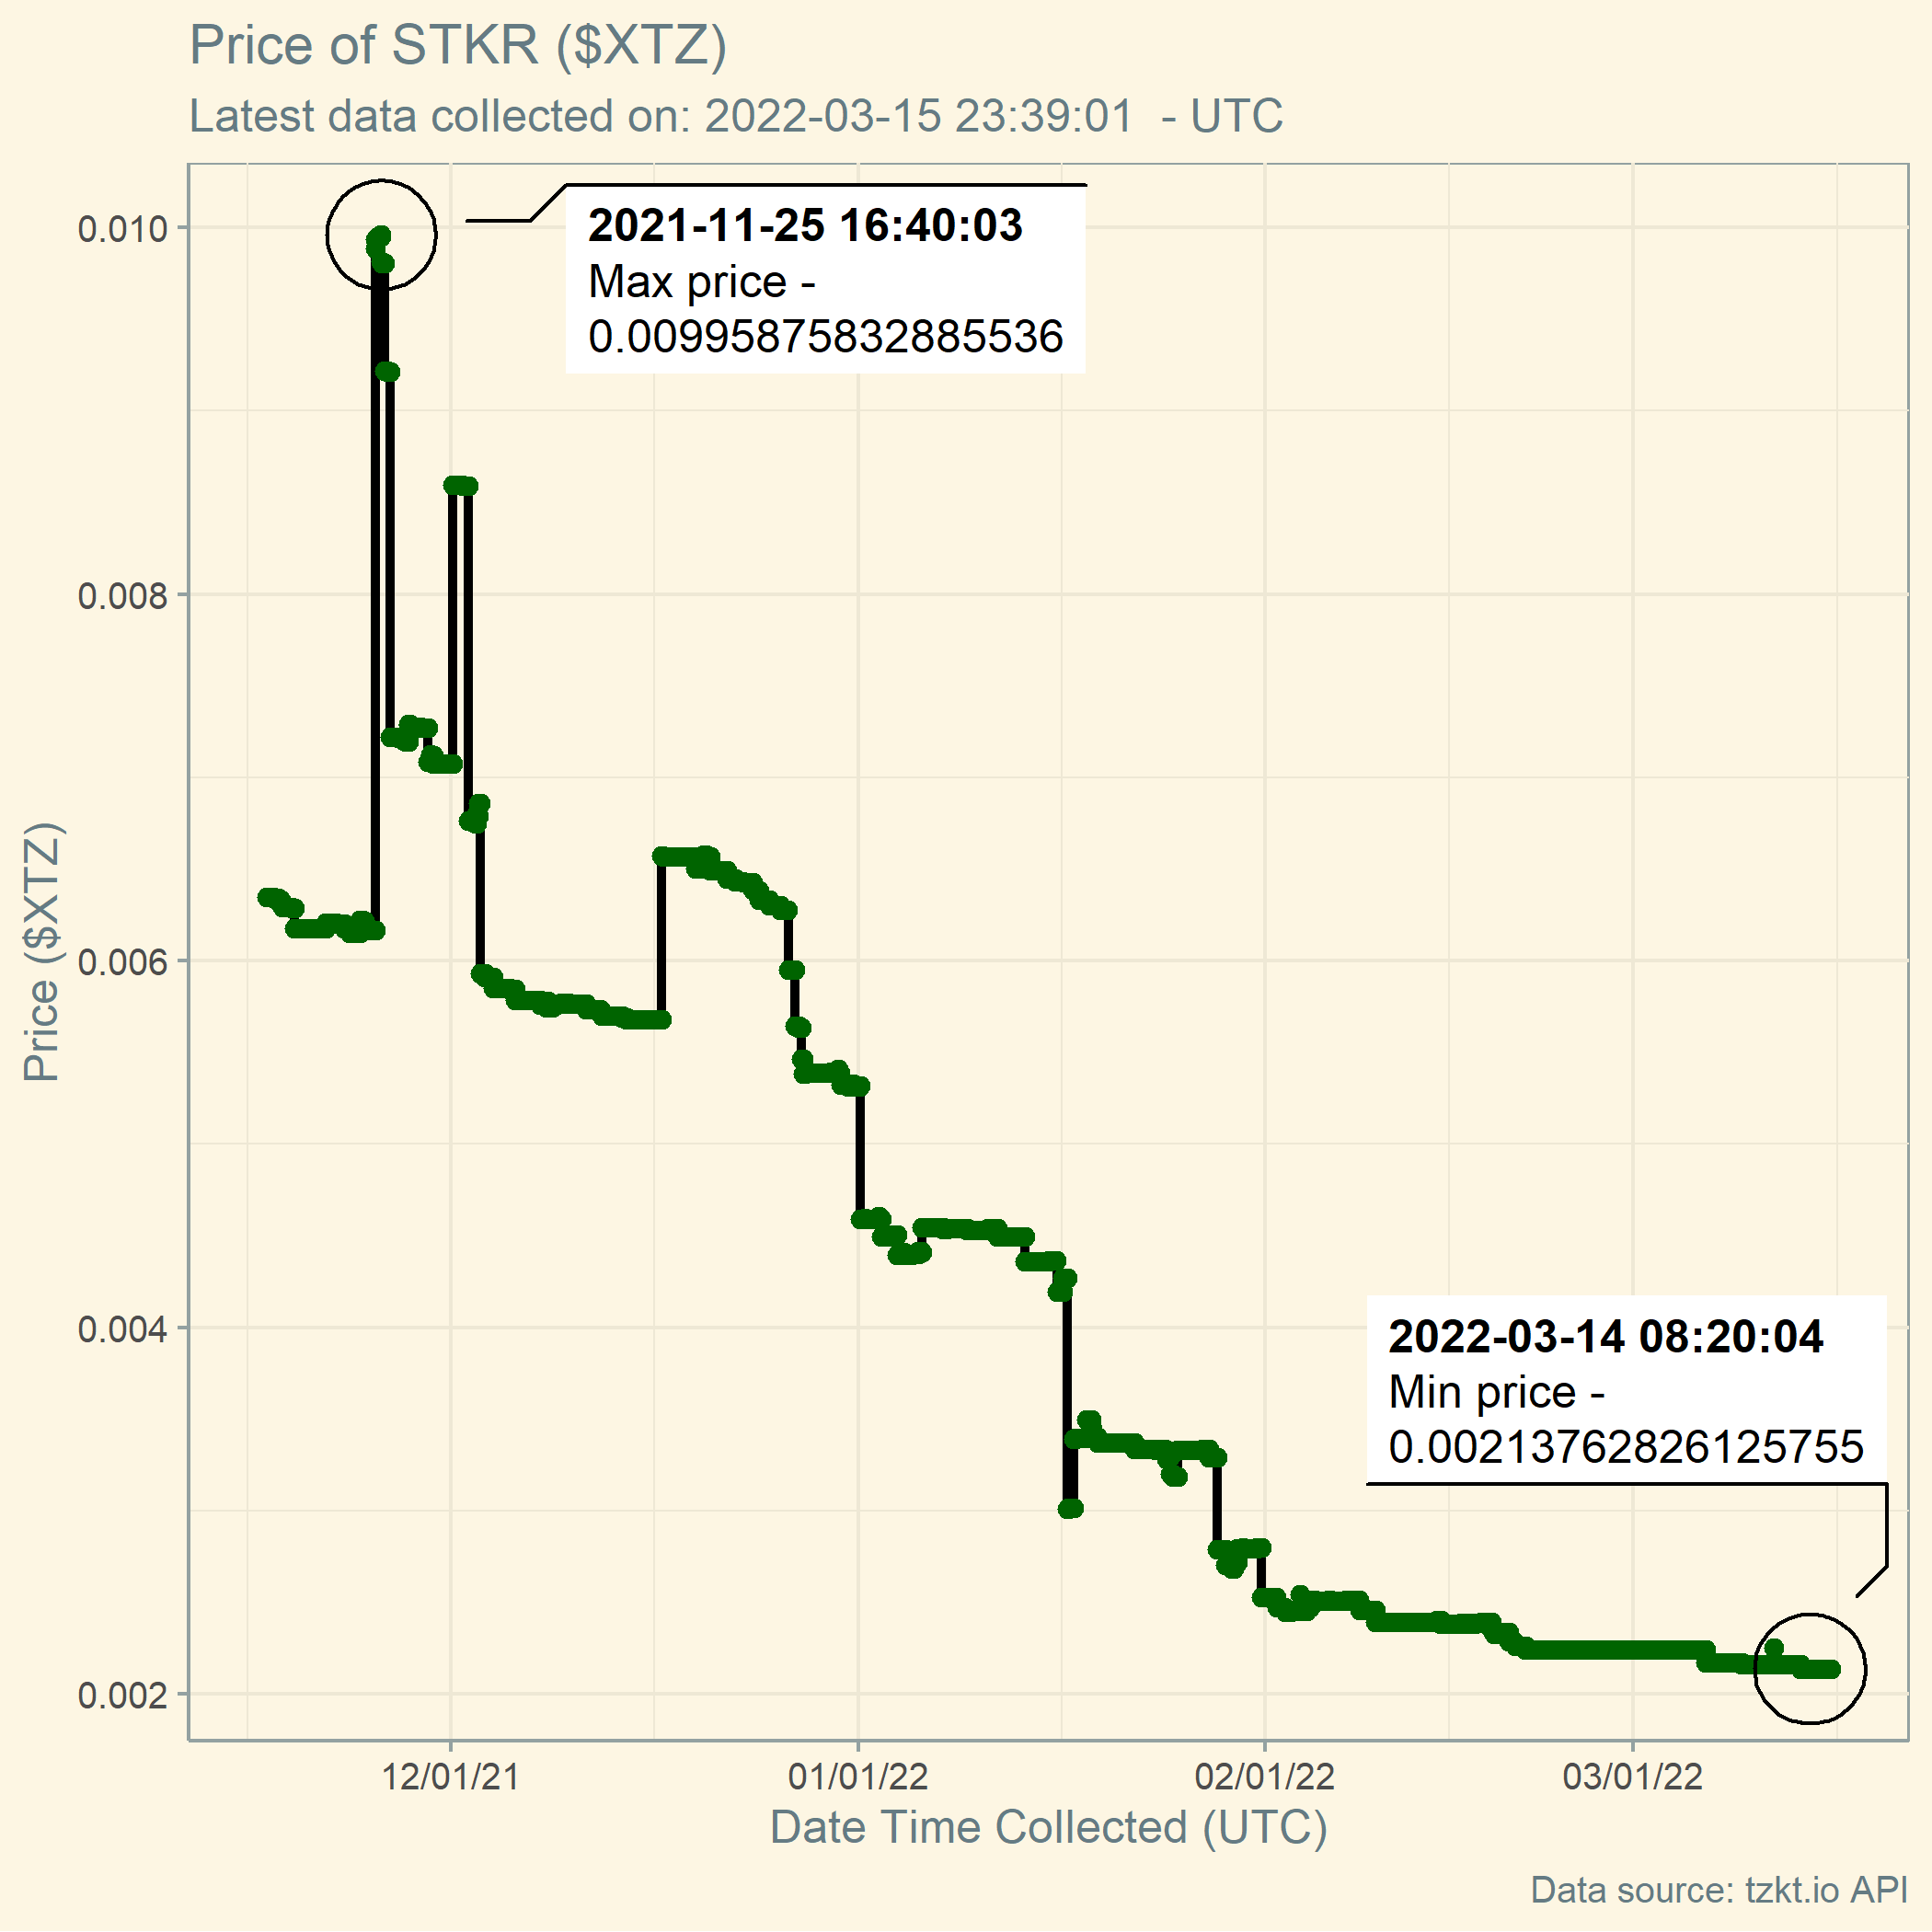 Price of STKR ($XTZ)
Latest data collected on: 2022-03-15 23:39:01  - UTC
2021-11-25 16:40:03
Max price -
0.00995875832885536
2022-03-14 08:20:04
Min price -
0.002137628261257​55
0.010
0.008
0.006
0.004
0.002
Price ($XTZ)
12/01/21
01/01/22
02/01/22
03/01/22
Date Time Collected (UTC)
Data source: tzkt.io API